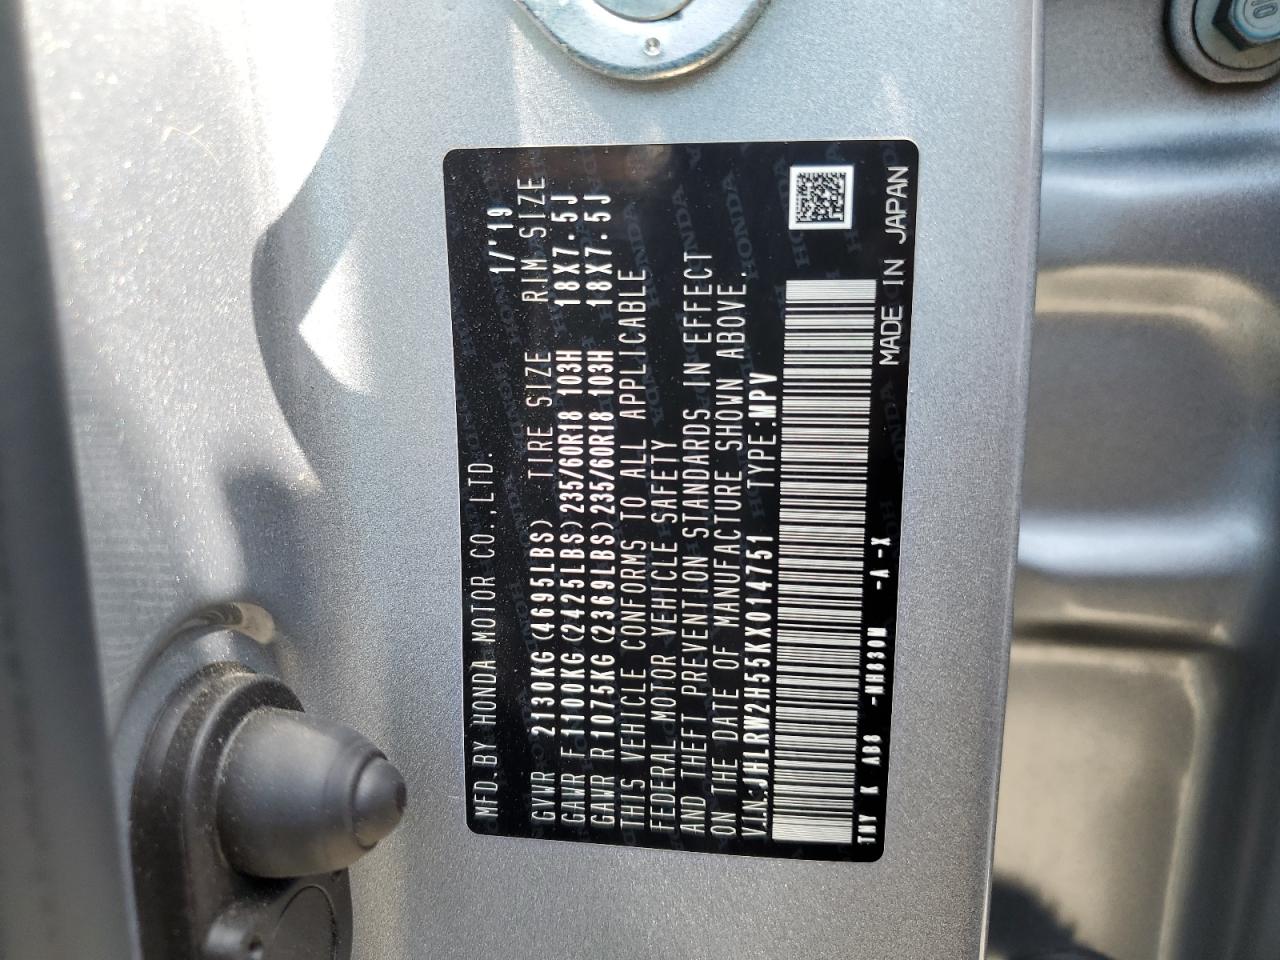 MFD.BY HONDA MOTOR CO.,LTD. 1/'19
GVWR 2130KG(4695LBS) TIRE SIZE RIM SIZE
GAWR F 1100KG(2425LBS)235/60R18 103H 18X7.5J
GAWR R 1075KG(2369LBS)235/60R18 103H 18X7.5J
THIS VEHICLE CONFORMS TO ALL APPLICABLE
FEDERAL MOTOR VEHICLE SAFETY
AND THEFT PREVENTION STANDARDS IN EFFECT
ON THE DATE OF MANUFACTURE SHOWN ABOVE.
V.I.N:JHLRW2H55KX014751 TYPE:MPV
TNY K AB8 -NH830M -A -X
MADE IN JAPAN